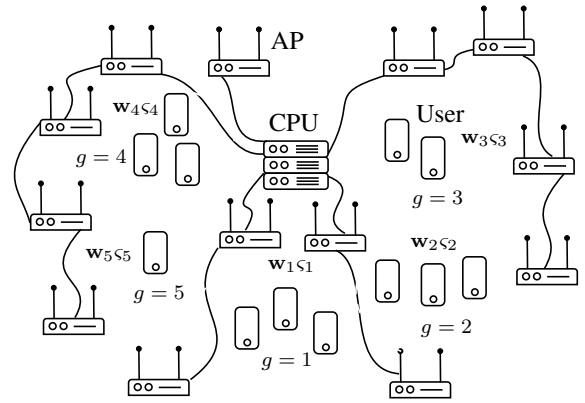 AP
CPU
User
w₄ς₄
g = 4
w₃ς₃
g = 3
w₅ς₅
g = 5
w₁ς₁
g = 1
w₂ς₂
g = 2